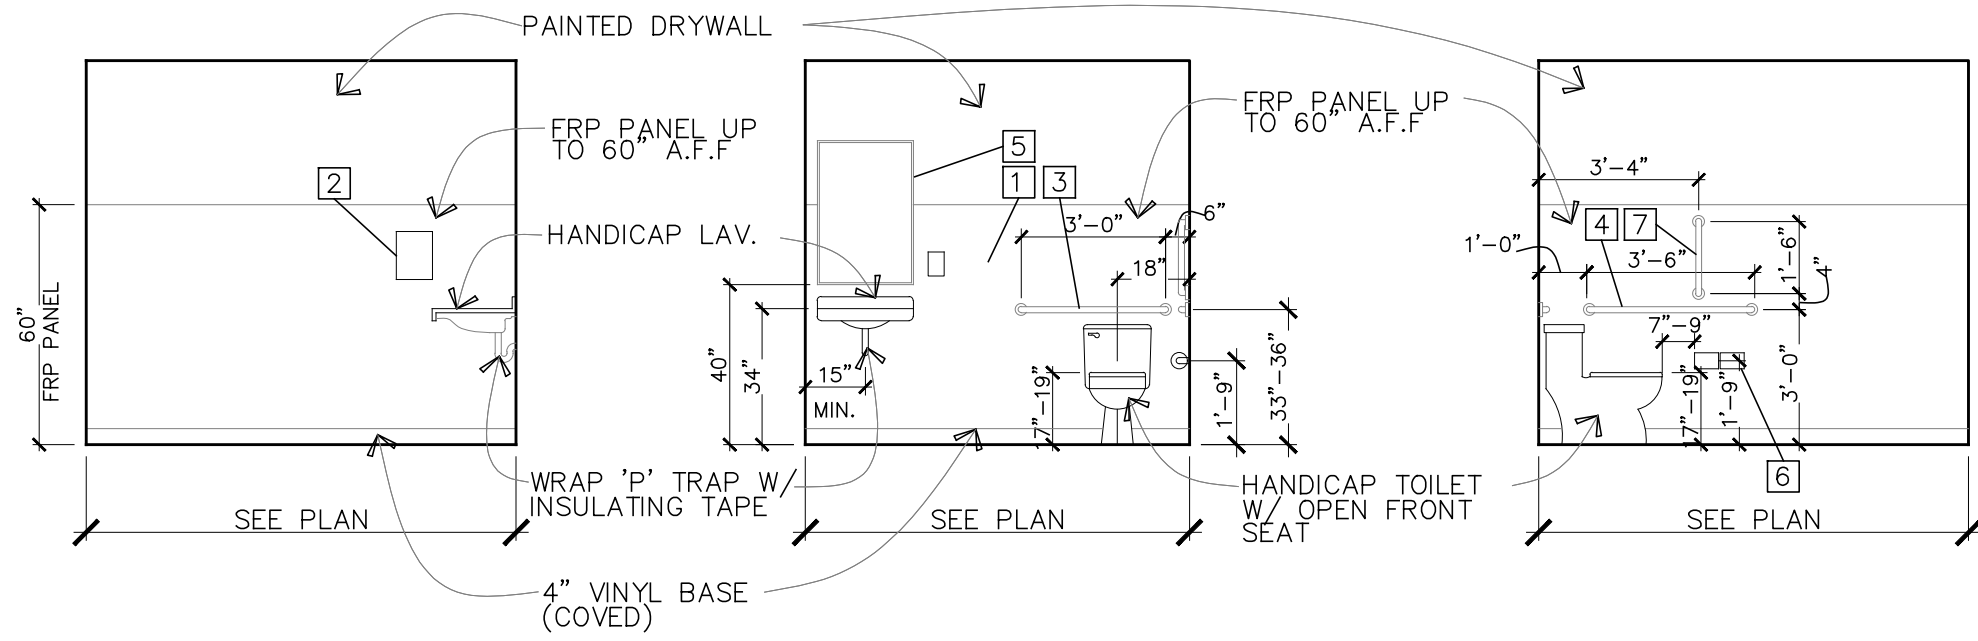 PAINTED DRYWALL
FRP PANEL UP
TO 60" A.F.F
2
HANDICAP LAV.
60"
FRP PANEL
SEE PLAN
WRAP 'P' TRAP W/
INSULATING TAPE
4" VINYL BASE
(COVED)
5
1
3
3'-0"
6"
18"
40"
34"
15"
MIN.
17"-19"
1'-9"
33"-36"
SEE PLAN
FRP PANEL UP
TO 60" A.F.F
HANDICAP TOILET
W/ OPEN FRONT
SEAT
3'-4"
4
7
1'-0"
3'-6"
1'-6"
4"
7"-9"
17"-19"
1'-9"
3'-0"
6
SEE PLAN